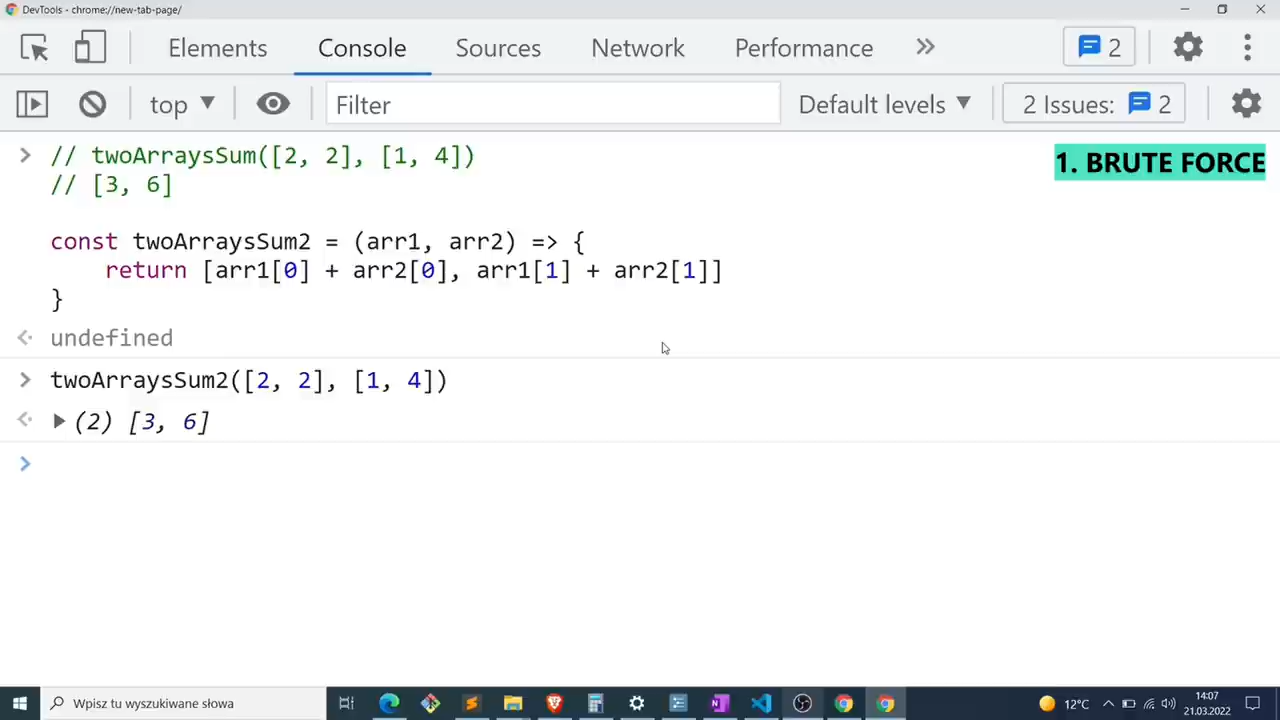 DevTools - chrome://new-tab-page/
Elements Console Sources Network Performance 2
top Filter Default levels 2 Issues: 2
// twoArraysSum([2, 2], [1, 4])
1. BRUTE FORCE
// [3, 6]
const twoArraysSum2 = (arr1, arr2) => {
return [arr1[0] + arr2[0], arr1[1] + arr2[1]]
}
undefined
twoArraysSum2([2, 2], [1, 4])
(2) [3, 6]
Wpisz tu wyszukiwane słowa
12°C
14:07
21.03.2022